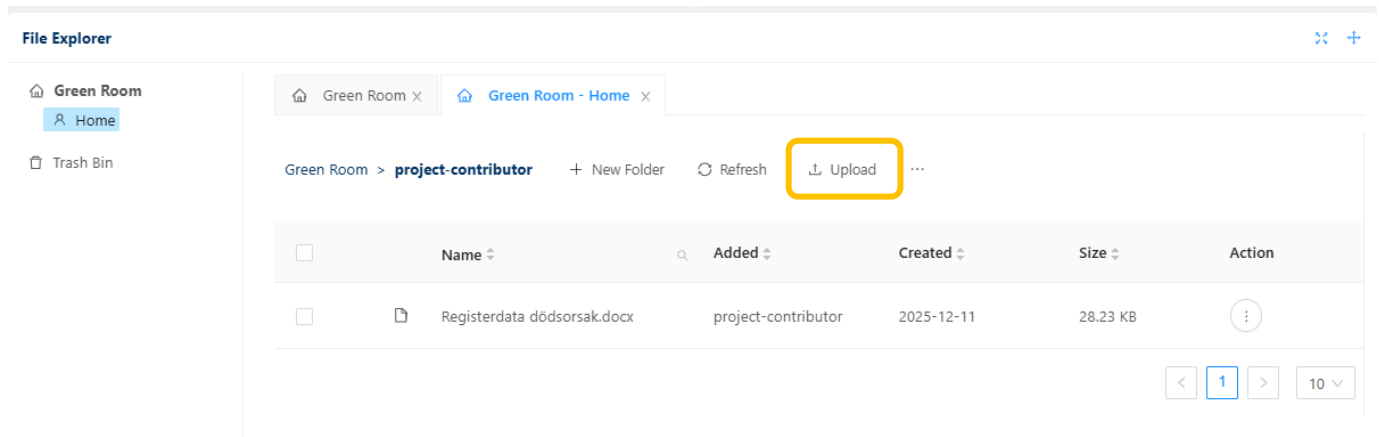 File Explorer
Green Room
Home
Trash Bin
Green Room
Green Room - Home
Green Room > project-contributor
New Folder
Refresh
Upload
Name
Added
Created
Size
Action
Registerdata dödsorsak.docx
project-contributor
2025-12-11
28.23 KB
< 1 >
10